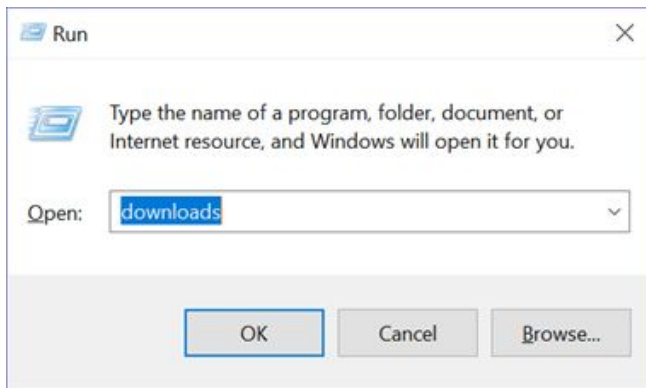 Run
Type the name of a program, folder, document, or
Internet resource, and Windows will open it for you.
Open: downloads
OK Cancel Browse...